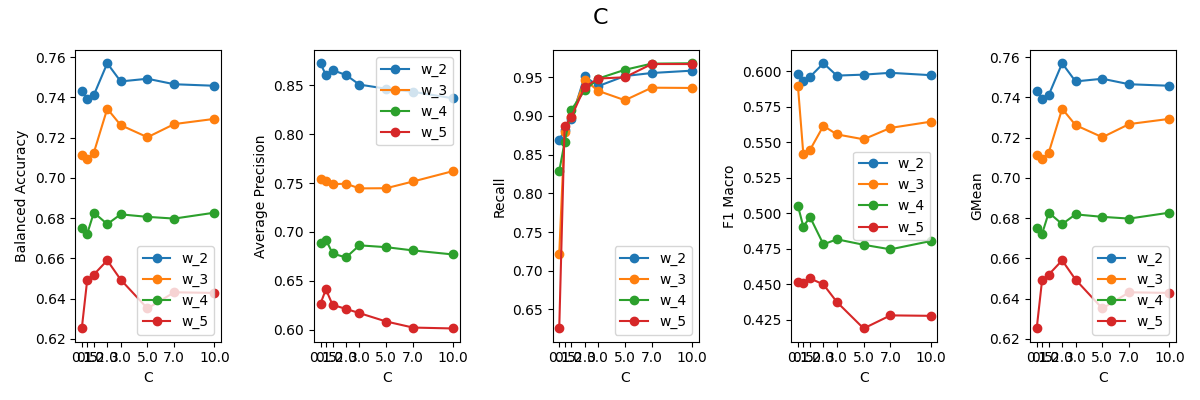 C
0.76
0.74
0.72
0.70
0.68
0.66
0.64
0.62
Balanced Accuracy
w_2
w_3
w_4
w_5
5.0 7.0 10.0
C
0.85
0.80
0.75
0.70
0.65
0.60
Average Precision
w_2
w_3
w_4
w_5
5.0 7.0 10.0
C
0.95
0.90
0.85
0.80
0.75
0.70
0.65
Recall
w_2
w_3
w_4
w_5
5.0 7.0 10.0
C
0.600
0.575
0.550
0.525
0.500
0.475
0.450
0.425
F1 Macro
w_2
w_3
w_4
w_5
5.0 7.0 10.0
C
0.76
0.74
0.72
0.70
0.68
0.66
0.64
0.62
GMean
w_2
w_3
w_4
w_5
5.0 7.0 10.0
C